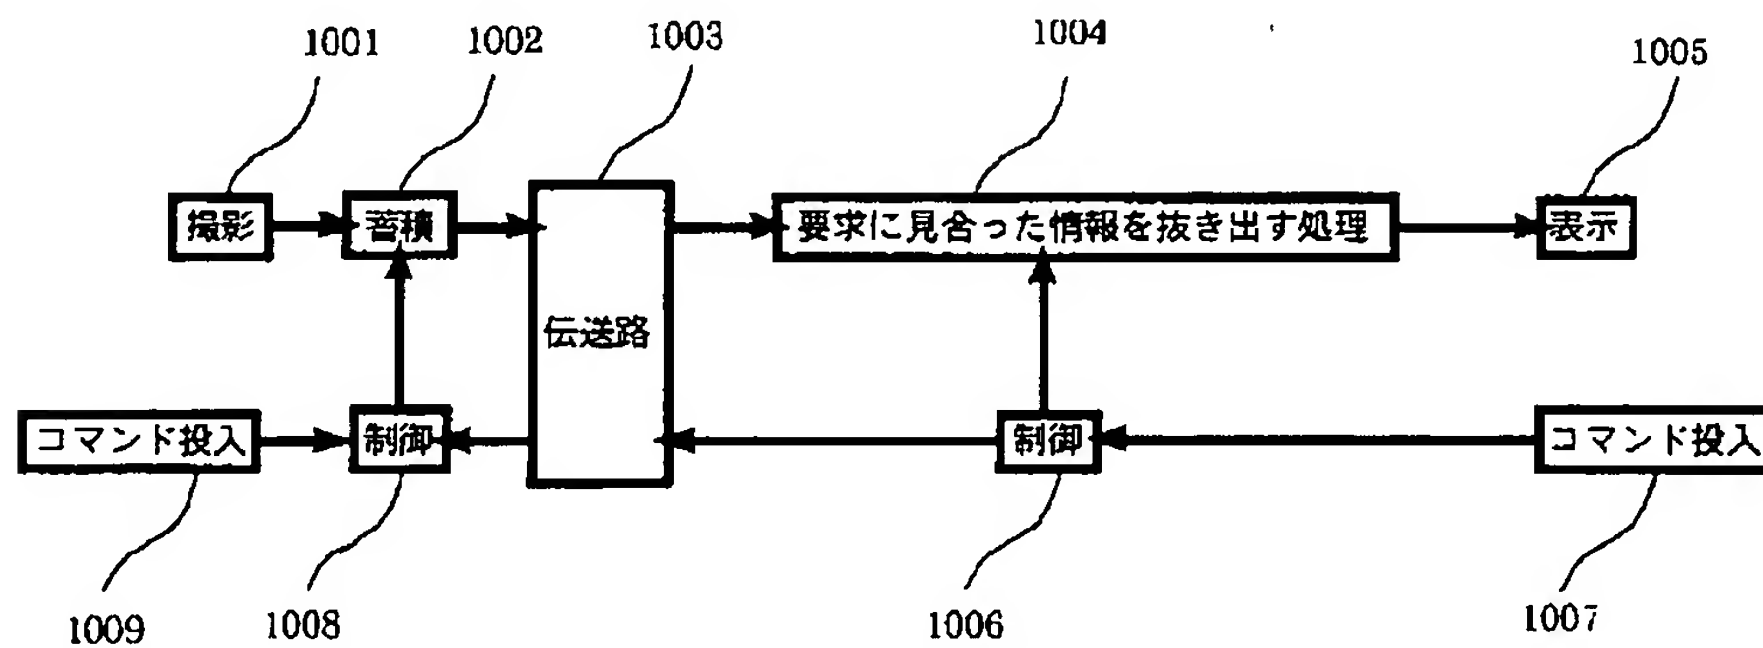 1001
1002
1003
1004
1005
撮影
蓄積
要求に見合った情報を抜き出す処理
表示
伝送路
コマンド投入
制御
制御
コマンド投入
1009
1008
1006
1007